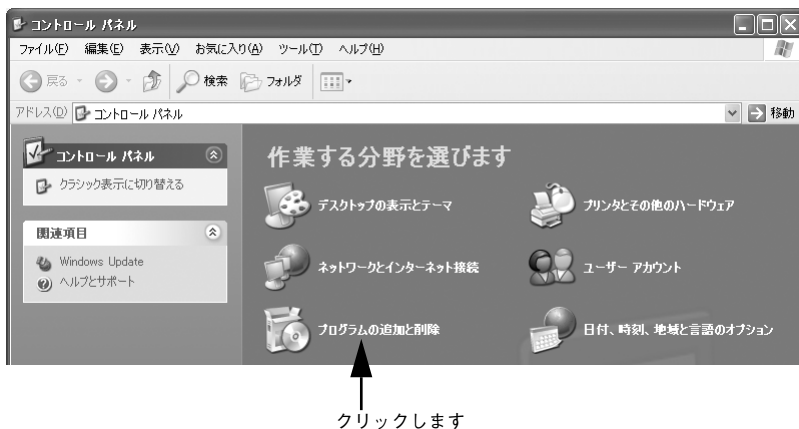 コントロール パネル
ファイル(F) 編集(E) 表示(V) お気に入り(A) ツール(T) ヘルプ(H)
戻る 検索 フォルダ
アドレス(D) コントロール パネル 移動
コントロール パネル
クラシック表示に切り替える
関連項目
Windows Update
ヘルプとサポート
作業する分野を選びます
デスクトップの表示とテーマ
プリンタとその他のハードウェア
ネットワークとインターネット接続
ユーザー アカウント
プログラムの追加と削除
日付、時刻、地域と言語のオプション
クリックします